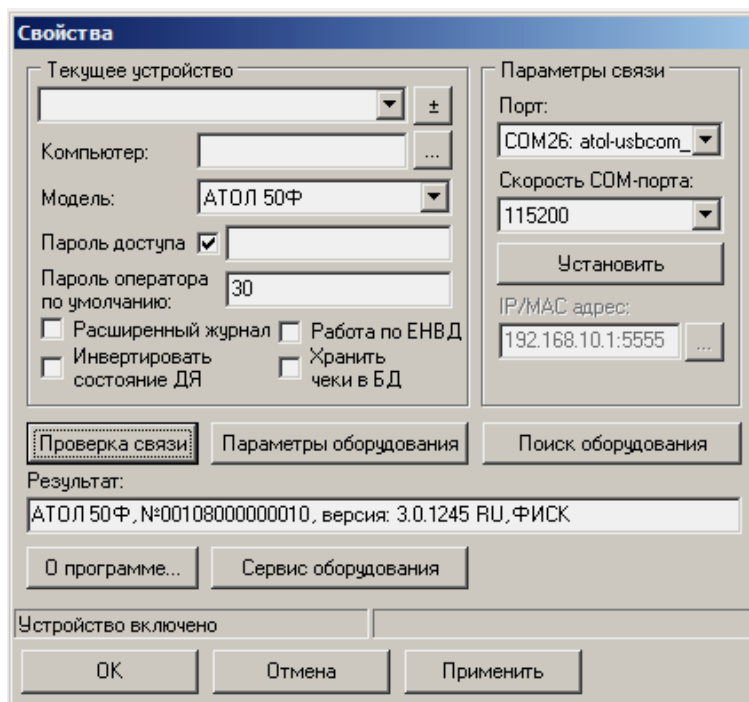 Свойства
Текущее устройство
±
Компьютер:
...
Модель:
АТОЛ 50Ф
Пароль доступа
Пароль оператора
по умолчанию:
30
Расширенный журнал
Работа по ЕНВД
Инвертировать
состояние ДЯ
Хранить
чеки в БД
Параметры связи
Порт:
COM26: atol-usbcom_
Скорость COM-порта:
115200
Установить
IP/MAC адрес:
192.168.10.1:5555
...
Проверка связи
Параметры оборудования
Поиск оборудования
Результат:
АТОЛ 50Ф, №00108000000010, версия: 3.0.1245 RU, ФИСК
О программе...
Сервис оборудования
Устройство включено
ОК
Отмена
Применить